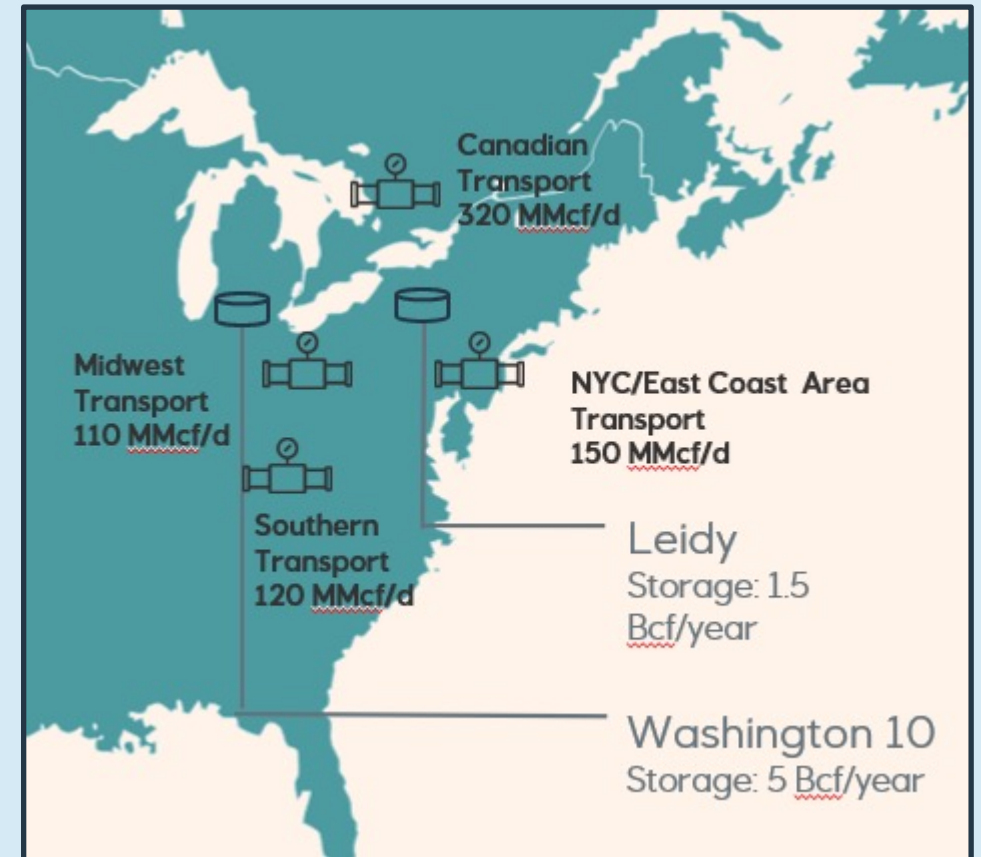 Canadian
Transport
320 MMcf/d
Midwest
Transport
110 MMcf/d
NYC/East Coast Area
Transport
150 MMcf/d
Southern
Transport
120 MMcf/d
Leidy
Storage: 1.5
Bcf/year
Washington 10
Storage: 5 Bcf/year